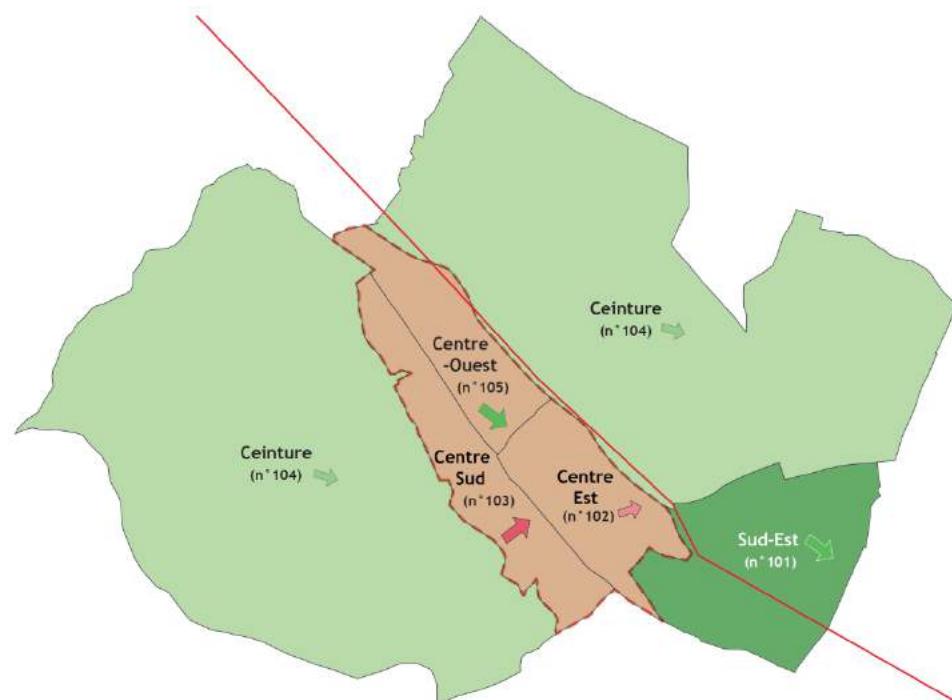 Ceinture
(n°104)
Centre
-Ouest
(n°105)
Ceinture
(n°104)
Centre
Sud
(n°103)
Centre
Est
(n°102)
Sud-Est
(n°101)